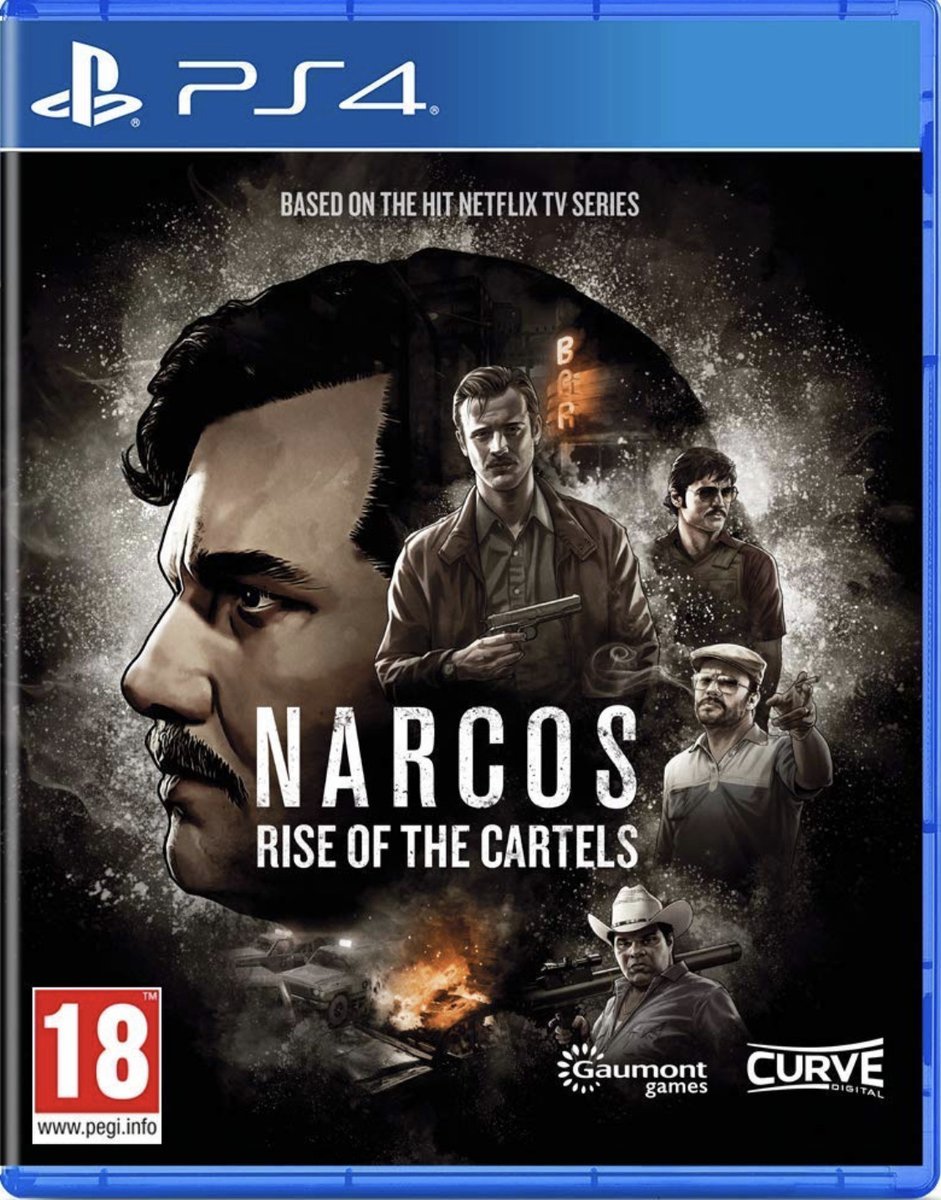 PS4
BASED ON THE HIT NETFLIX TV SERIES
BAR
NARCOS
RISE OF THE CARTELS
18™
www.pegi.info
Gaumont
games
CURVE
DIGITAL